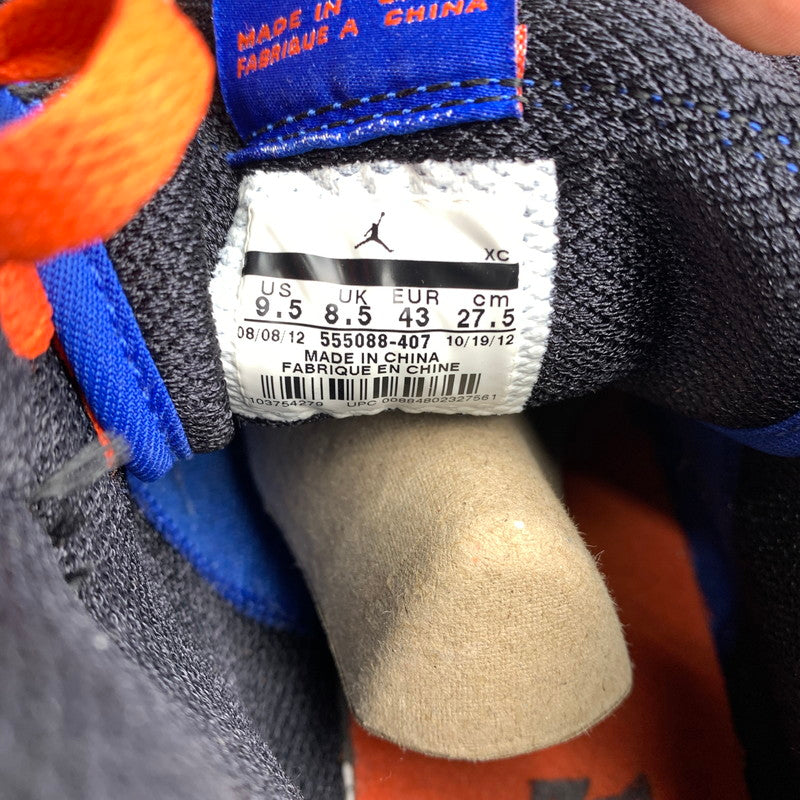 MADE IN
CHINA
FABRIQUE A
XC
US UK EUR cm
9.5 8.5 43 27.5
08/08/12 555088-407 10/19/12
MADE IN CHINA
FABRIQUE EN CHINE
103754279 UPC 00884802327561